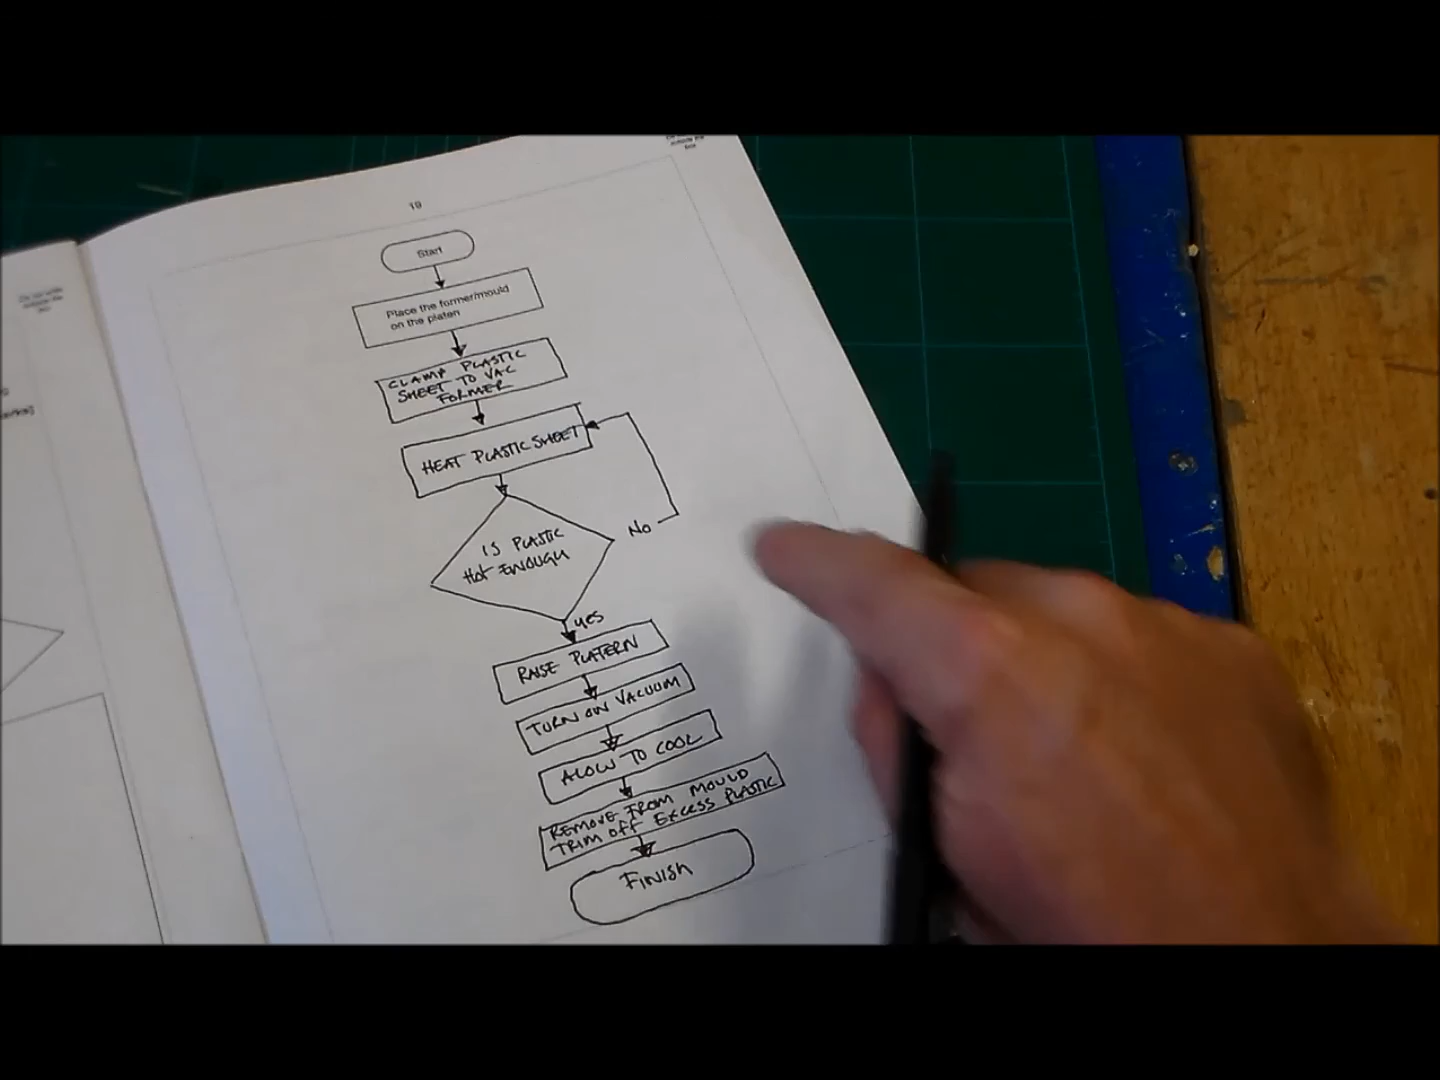 19
Start
Place the former/mould
on the platen
CLAMP PLASTIC
SHEET TO VAC
FORMER
HEAT PLASTIC SHEET
IS PLASTIC
HOT ENOUGH
No
yes
RAISE PLATERN
TURN ON VACUUM
ALOW TO COOL
REMOVE FROM MOULD
TRIM OFF EXCESS PLASTIC
FINISH